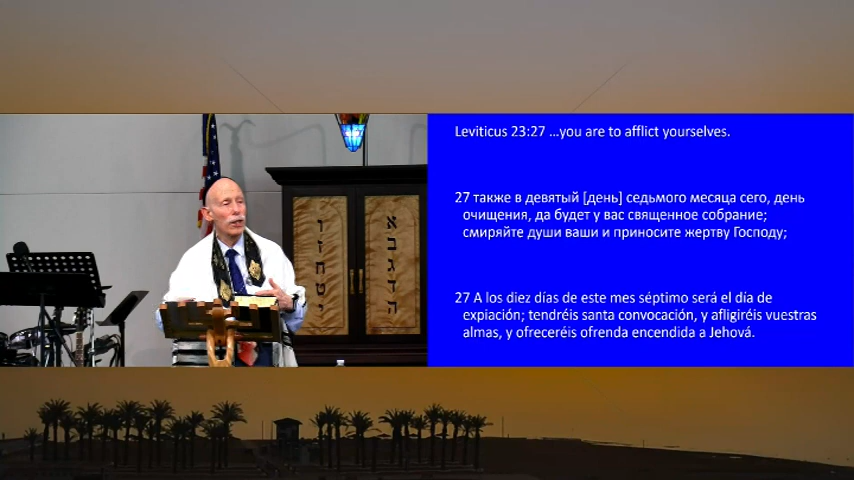 א
ב
ג
ד
ה
ו
ז
ח
ט
י
Leviticus 23:27 …you are to afflict yourselves.
27 также в девятый [день] седьмого месяца сего, день
очищения, да будет у вас священное собрание;
смиряйте души ваши и приносите жертву Господу;
27 A los diez días de este mes séptimo será el día de
expiación; tendréis santa convocación, y afligiréis vuestras
almas, y ofreceréis ofrenda encendida a Jehová.